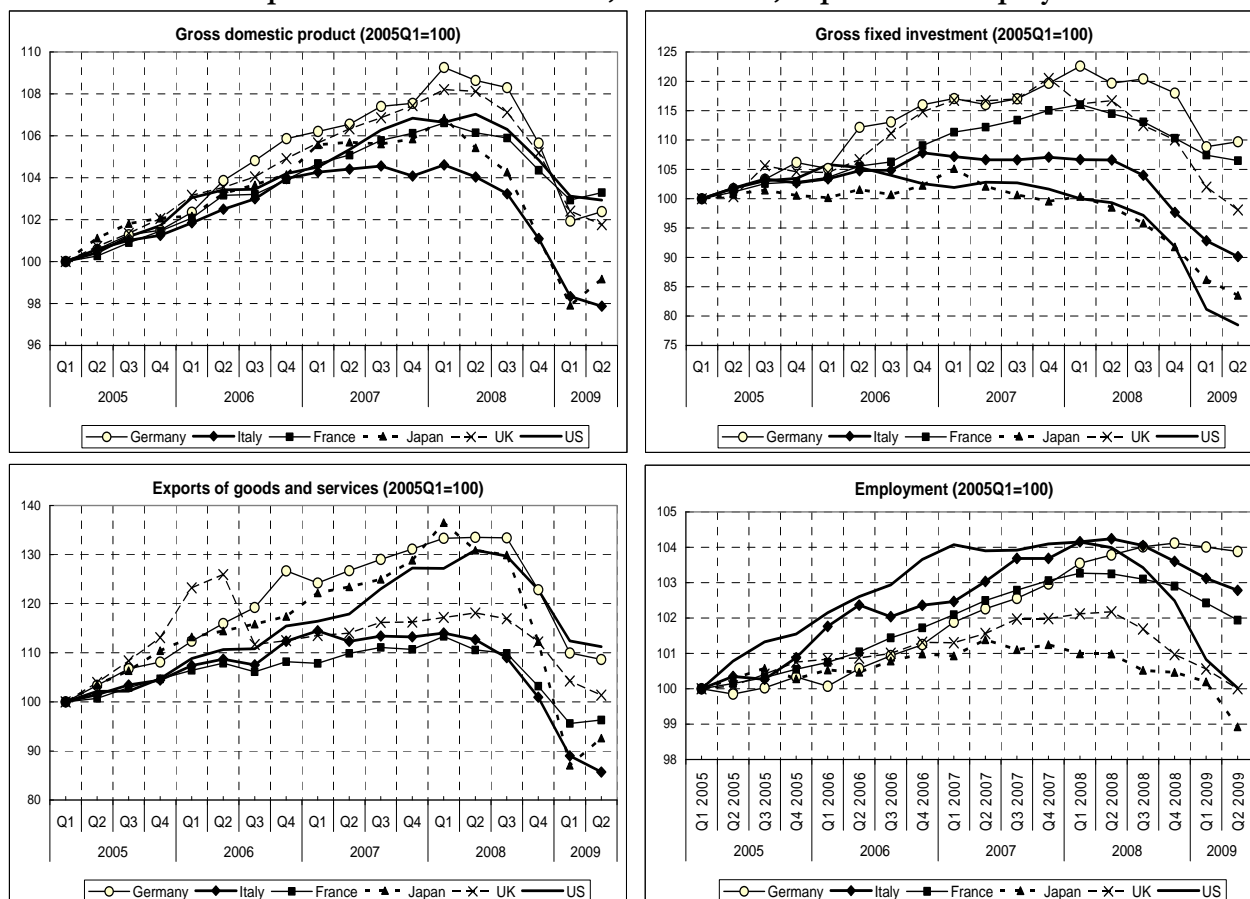 Gross domestic product (2005Q1=100)
110
108
106
104
102
100
98
96
Q1 Q2 Q3 Q4 Q1 Q2 Q3 Q4 Q1 Q2 Q3 Q4 Q1 Q2 Q3 Q4 Q1 Q2
2005 2006 2007 2008 2009
Germany Italy France Japan UK US
Gross fixed investment (2005Q1=100)
125
120
115
110
105
100
95
90
85
80
75
Q1 Q2 Q3 Q4 Q1 Q2 Q3 Q4 Q1 Q2 Q3 Q4 Q1 Q2 Q3 Q4 Q1 Q2
2005 2006 2007 2008 2009
Germany Italy France Japan UK US
Exports of goods and services (2005Q1=100)
140
130
120
110
100
90
80
Q1 Q2 Q3 Q4 Q1 Q2 Q3 Q4 Q1 Q2 Q3 Q4 Q1 Q2 Q3 Q4 Q1 Q2
2005 2006 2007 2008 2009
Germany Italy France Japan UK US
Employment (2005Q1=100)
105
104
103
102
101
100
99
98
Q1 2005 Q2 2005 Q3 2005 Q4 2005 Q1 2006 Q2 2006 Q3 2006 Q4 2006 Q1 2007 Q2 2007 Q3 2007 Q4 2007 Q1 2008 Q2 2008 Q3 2008 Q4 2008 Q1 2009 Q2 2009
2005 2006 2007 2008 2009
Germany Italy France Japan UK US